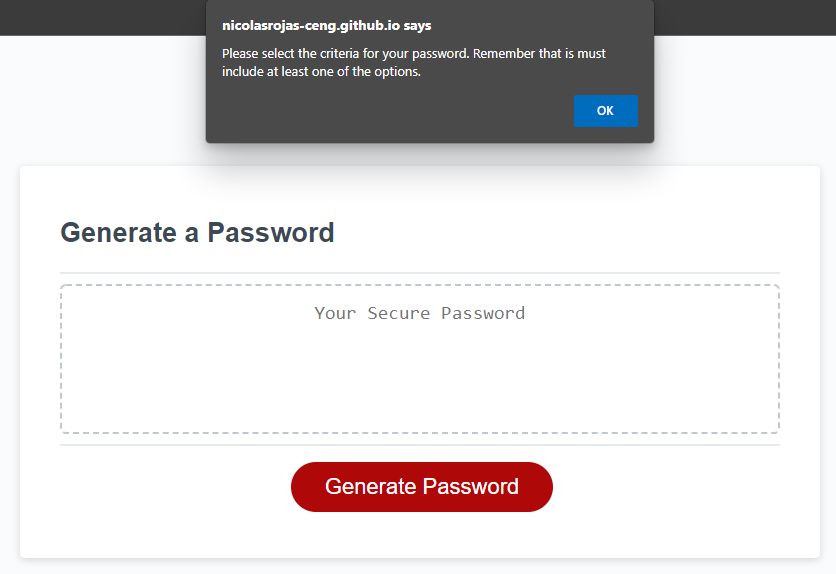 nicolasrojas-ceng.github.io says
Please select the criteria for your password. Remember that is must
include at least one of the options.
OK
Generate a Password
Your Secure Password
Generate Password